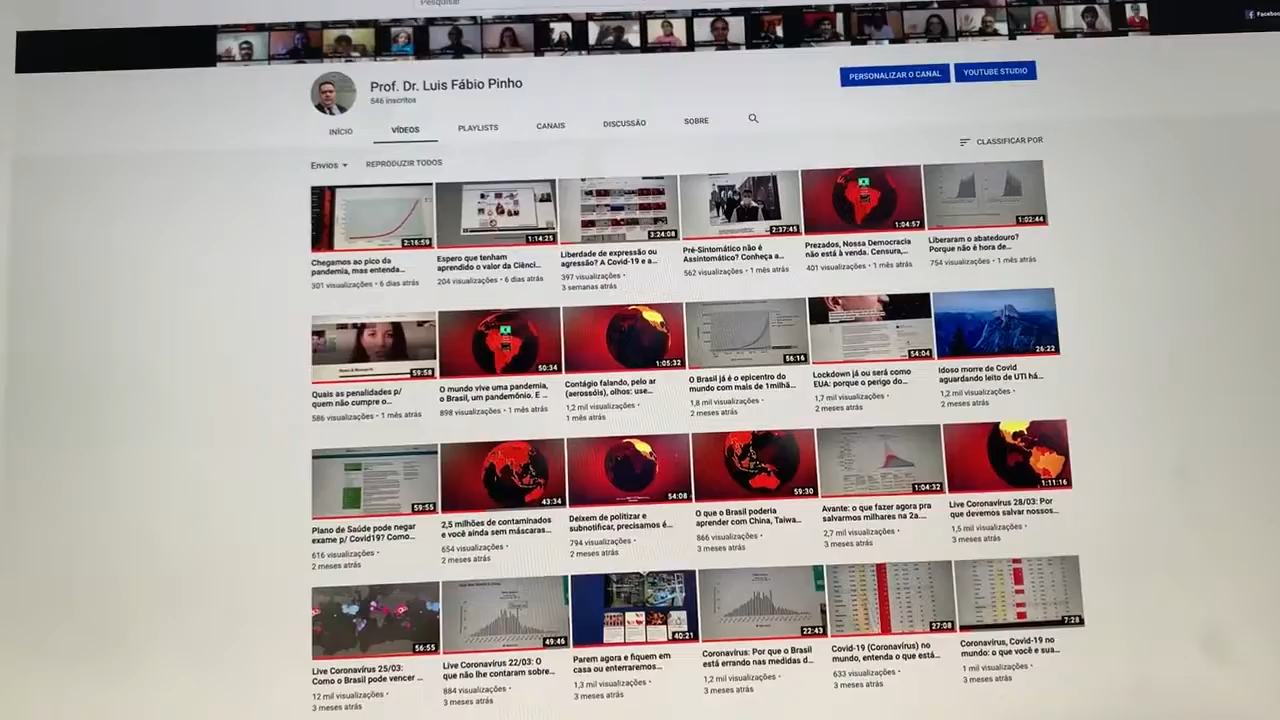 Pesquisar
Facebo
Prof. Dr. Luis Fábio Pinho
546 inscritos
PERSONALIZAR O CANAL
YOUTUBE STUDIO
INÍCIO
VÍDEOS
PLAYLISTS
CANAIS
DISCUSSÃO
SOBRE
Envios
REPRODUZIR TODOS
CLASSIFICAR POR
2:16:59
Chegamos ao pico da
pandemia, mas entenda...
301 visualizações • 6 dias atrás
1:14:25
Espero que tenham
aprendido o valor da Ciênci...
204 visualizações • 6 dias atrás
3:24:08
Liberdade de expressão ou
agressão? A Covid-19 e a...
397 visualizações •
3 semanas atrás
2:37:45
Pré-Sintomático não é
Assintomático? Conheça a...
562 visualizações • 1 mês atrás
1:04:57
Prezados, Nossa Democracia
não está à venda. Censura,...
401 visualizações • 1 mês atrás
1:02:44
Liberaram o abatedouro?
Porque não é hora de...
754 visualizações • 1 mês atrás
59:58
Quais as penalidades p/
quem não cumpre o...
586 visualizações • 1 mês atrás
50:34
O mundo vive uma pandemia,
o Brasil, um pandemônio. E ...
898 visualizações • 1 mês atrás
1:05:32
Contágio falando, pelo ar
(aerossóis), olhos: use...
1,2 mil visualizações •
1 mês atrás
56:16
O Brasil já é o epicentro do
mundo com mais de 1milhã...
1,8 mil visualizações •
2 meses atrás
54:04
Lockdown já ou será como
EUA: porque o perigo do...
1,7 mil visualizações •
2 meses atrás
26:22
Idoso morre de Covid
aguardando leito de UTI há...
1,2 mil visualizações •
2 meses atrás
59:55
Plano de Saúde pode negar
exame p/ Covid19? Como...
616 visualizações •
2 meses atrás
43:34
2,5 milhões de contaminados
e você ainda sem máscaras...
654 visualizações •
2 meses atrás
54:08
Deixem de politizar e
subnotificar, precisamos é...
794 visualizações •
2 meses atrás
59:30
O que o Brasil poderia
aprender com China, Taiwa...
866 visualizações •
3 meses atrás
1:04:32
Avante: o que fazer agora pra
salvarmos milhares na 2a....
2,7 mil visualizações •
3 meses atrás
1:11:16
Live Coronavírus 28/03: Por
que devemos salvar nossos...
1,5 mil visualizações •
3 meses atrás
56:55
Live Coronavírus 25/03:
Como o Brasil pode vencer ...
12 mil visualizações •
3 meses atrás
49:46
Live Coronavírus 22/03: O
que não lhe contaram sobre...
884 visualizações •
3 meses atrás
40:21
Parem agora e fiquem em
casa ou enterraremos...
1,3 mil visualizações •
3 meses atrás
22:43
Coronavírus: Por que o Brasil
está errando nas medidas d...
1,2 mil visualizações •
3 meses atrás
27:08
Covid-19 (Coronavírus) no
mundo, entenda o que está...
633 visualizações •
3 meses atrás
7:28
Coronavírus, Covid-19 no
mundo: o que você e sua...
1 mil visualizações •
3 meses atrás